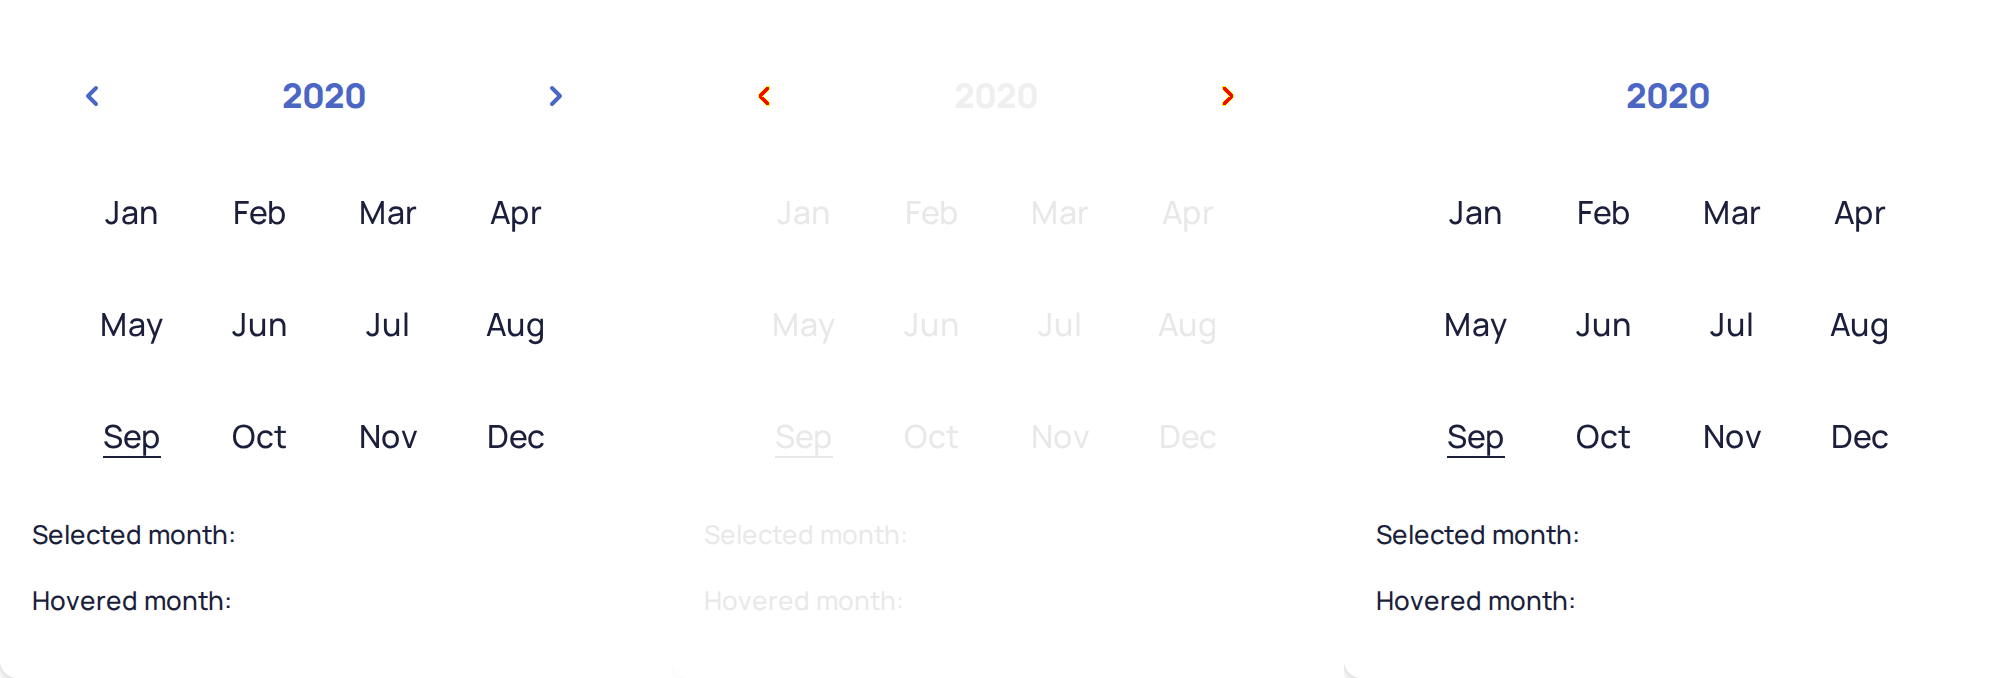 2020 2020 2020
Jan Feb Mar Apr Jan Feb Mar Apr Jan Feb Mar Apr
May Jun Jul Aug May Jun Jul Aug May Jun Jul Aug
Sep Oct Nov Dec Sep Oct Nov Dec Sep Oct Nov Dec
Selected month: Selected month: Selected month:
Hovered month: Hovered month: Hovered month: